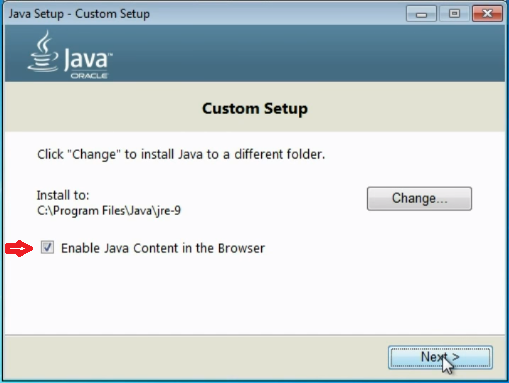 Java Setup - Custom Setup
Java™
ORACLE
Custom Setup
Click "Change" to install Java to a different folder.
Install to:
C:\Program Files\Java\jre-9
Change...
Enable Java Content in the Browser
Next >